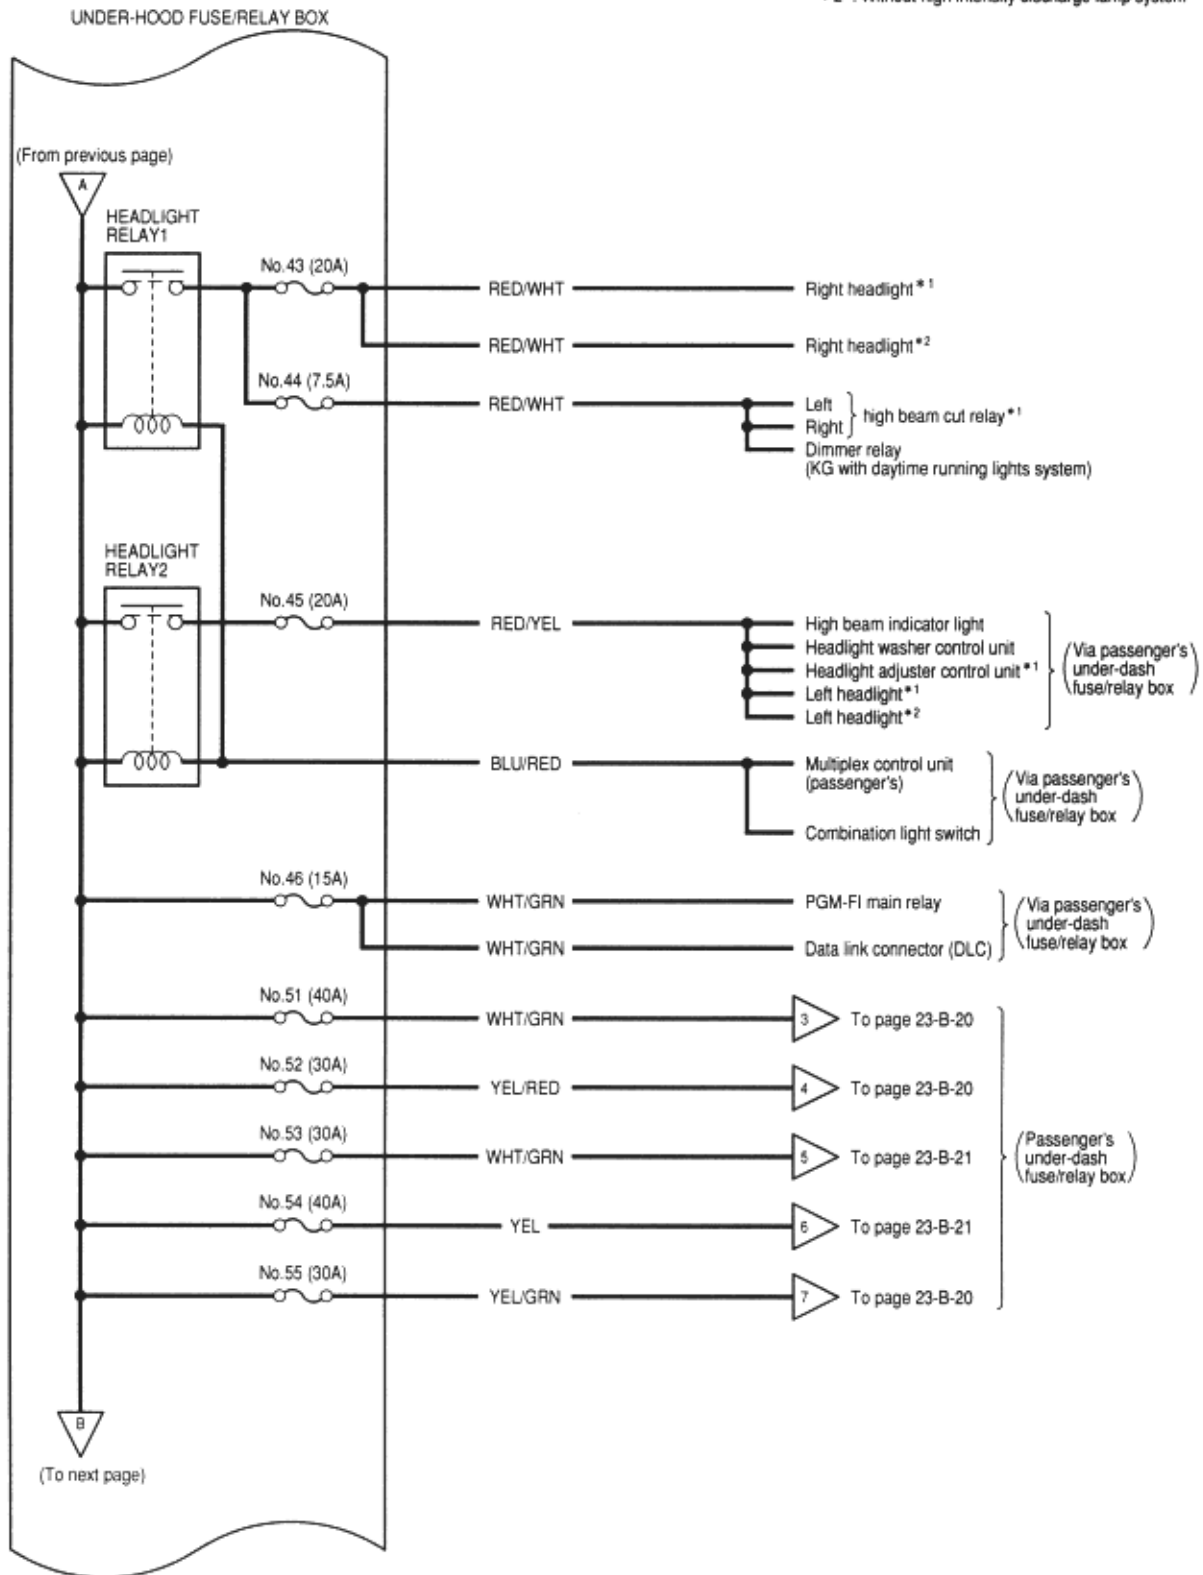 UNDER-HOOD FUSE/RELAY BOX
(From previous page)
A
HEADLIGHT
RELAY1
No.43 (20A)
RED/WHT
Right headlight*1
RED/WHT
Right headlight*2
No.44 (7.5A)
RED/WHT
Left
Right
high beam cut relay*1
Dimmer relay
(KG with daytime running lights system)
HEADLIGHT
RELAY2
No.45 (20A)
RED/YEL
High beam indicator light
Headlight washer control unit
Headlight adjuster control unit*1
Left headlight*1
Left headlight*2
(Via passenger's
under-dash
fuse/relay box)
BLU/RED
Multiplex control unit
(passenger's)
Combination light switch
(Via passenger's
under-dash
fuse/relay box)
No.46 (15A)
WHT/GRN
PGM-FI main relay
WHT/GRN
Data link connector (DLC)
(Via passenger's
under-dash
fuse/relay box)
No.51 (40A)
WHT/GRN
3
To page 23-B-20
No.52 (30A)
YEL/RED
4
To page 23-B-20
No.53 (30A)
WHT/GRN
5
To page 23-B-21
No.54 (40A)
YEL
6
To page 23-B-21
No.55 (30A)
YEL/GRN
7
To page 23-B-20
(Passenger's
under-dash
fuse/relay box)
B
(To next page)